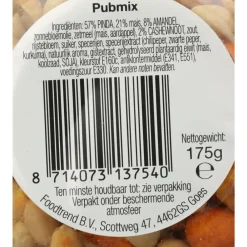 Pubmix
Ingrediënten: 57% PINDA, 21% mais, 8% AMANDEL,
zonnebloemolie, zetmeel (mais, aardappel), 2% CASHEWNOOT, zout,
rijstebloem, suiker, specerijen, specerijextract (chilipeper, zwarte peper,
kurkuma), natuurlijk aroma, gistextract, gehydroliseerd plantaardig eiwit (mais,
koolzaad, SOJA), kleurstof E160c, antiklontermiddel (E341, E551),
voedingszuur E330. Kan andere noten bevatten.
Nettogewicht:
175g
8 714073 137540
Ten minste houdbaar tot: zie verpakking
Verpakt onder beschermende
atmosfeer
Foodtrend B.V., Scottweg 47, 4462GS Goes